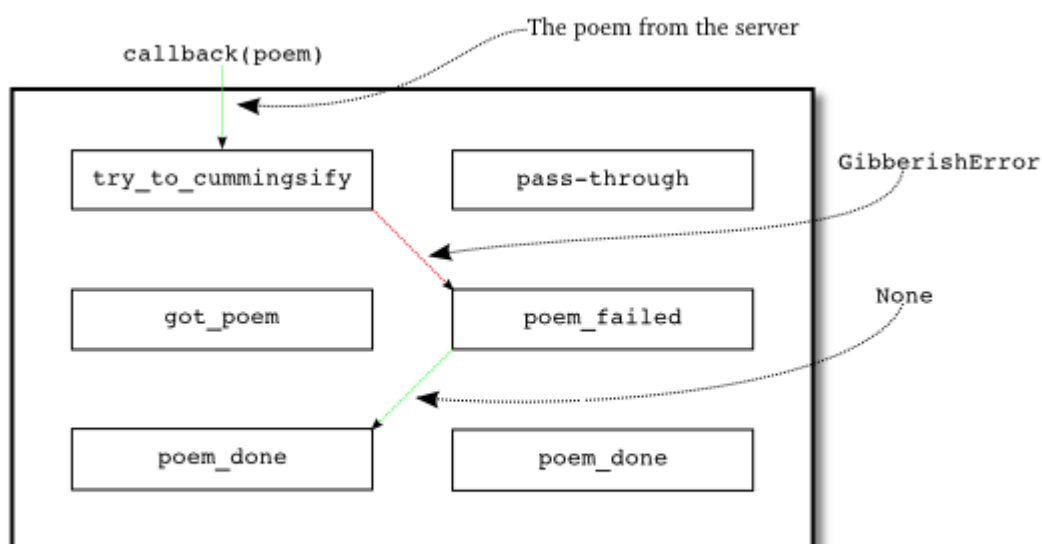 The poem from the server
callback(poem)
try_to_cummingsify
pass-through
GibberishError
got_poem
poem_failed
None
poem_done
poem_done